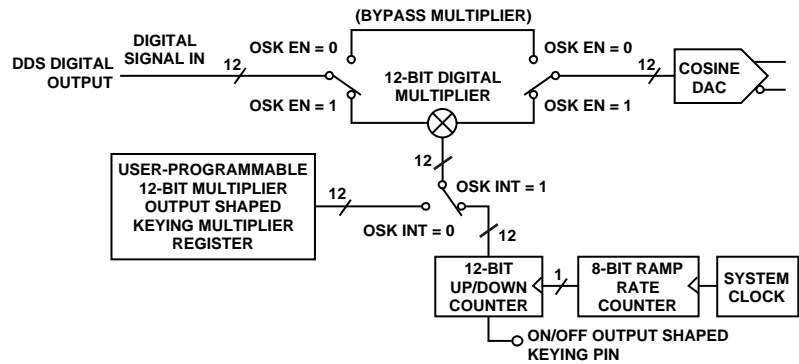 (BYPASS MULTIPLIER)
DIGITAL
SIGNAL IN
DDS DIGITAL
OUTPUT
12
OSK EN = 0
OSK EN = 1
12-BIT DIGITAL
MULTIPLIER
OSK EN = 0
OSK EN = 1
12
COSINE
DAC
12
USER-PROGRAMMABLE
12-BIT MULTIPLIER
OUTPUT SHAPED
KEYING MULTIPLIER
REGISTER
12
OSK INT = 1
OSK INT = 0
12
12-BIT
UP/DOWN
COUNTER
1
8-BIT RAMP
RATE
COUNTER
SYSTEM
CLOCK
ON/OFF OUTPUT SHAPED
KEYING PIN